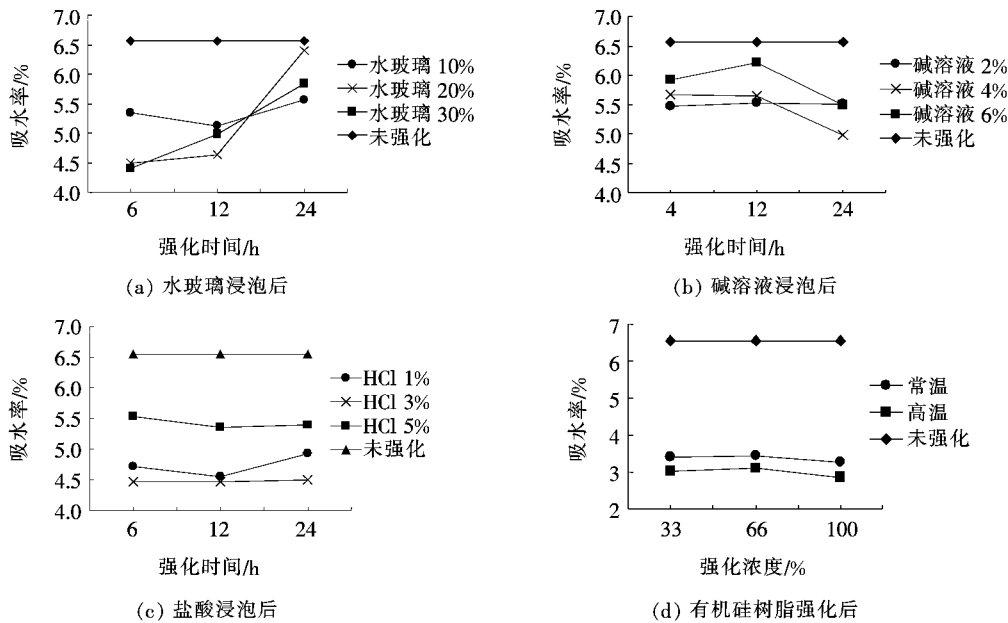 7.0
6.5
6.0
5.5
5.0
4.5
4.0
吸水率/%
6
12
24
强化时间/h
水玻璃 10%
水玻璃 20%
水玻璃 30%
未强化
(a) 水玻璃浸泡后
7.0
6.5
6.0
5.5
5.0
4.5
4.0
吸水率/%
4
12
24
强化时间/h
碱溶液 2%
碱溶液 4%
碱溶液 6%
未强化
(b) 碱溶液浸泡后
7.0
6.5
6.0
5.5
5.0
4.5
4.0
吸水率/%
6
12
24
强化时间/h
HCl 1%
HCl 3%
HCl 5%
未强化
(c) 盐酸浸泡后
7
6
5
4
3
2
吸水率/%
33
66
100
强化浓度/%
常温
高温
未强化
(d) 有机硅树脂强化后